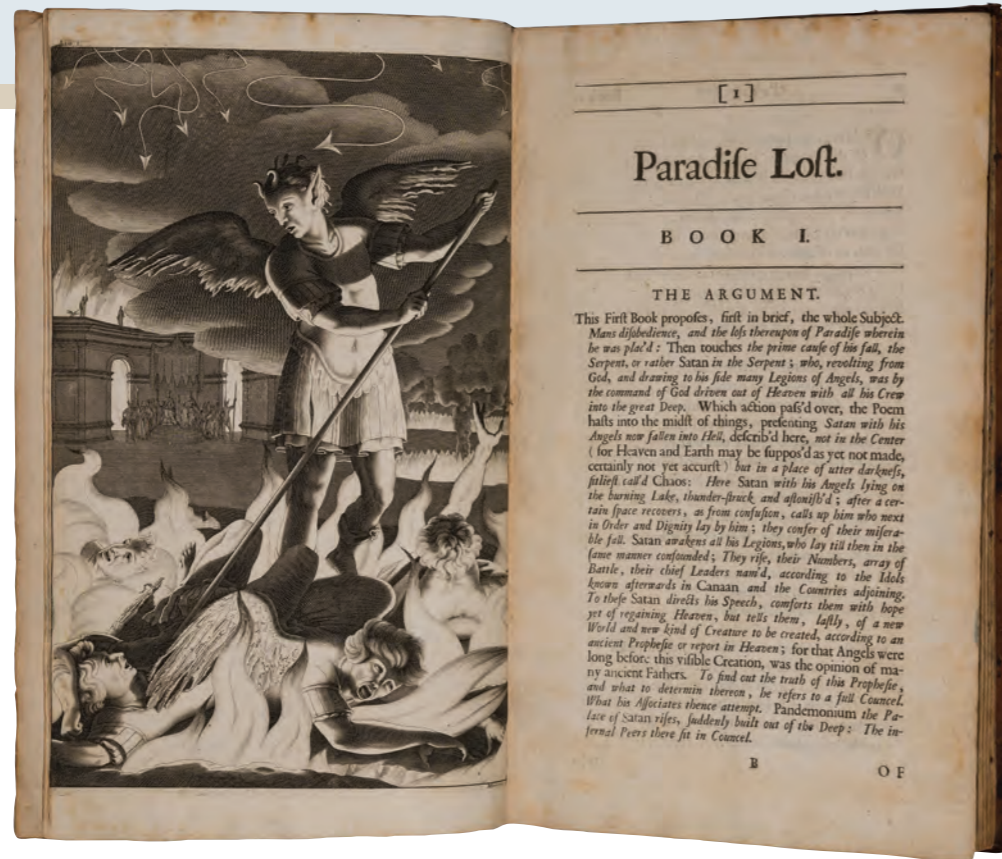 [1]
Paradiſe Loſt.
BOOK I.
THE ARGUMENT.
This Firſt Book propoſes, firſt in brief, the whole Subject.
Mans diſobedience, and the loſs thereupon of Paradiſe wherein
he was plac'd : Then touches the prime cauſe of his fall, the
Serpent, or rather Satan in the Serpent ; who, revolting from
God, and drawing to his ſide many Legions of Angels, was by
the command of God driven out of Heaven with all his Crew
into the great Deep. Which action paſs'd over, the Poem
haſts into the midſt of things, preſenting Satan with his
Angels now fallen into Hell, deſcrib'd here, not in the Center
( for Heaven and Earth may be ſuppos'd as yet not made,
certainly not yet accurſt ) but in a place of utter darkneſs,
fitlieſt call'd Chaos : Here Satan with his Angels lying on
the burning Lake, thunder-ſtruck and aſtoniſh'd ; after a cer-
tain ſpace recovers, as from confuſion, calls up him who next
in Order and Dignity lay by him ; they confer of their miſera-
ble fall. Satan awakens all his Legions, who lay till then in the
ſame manner confounded ; They riſe, their Numbers, array of
Battle, their chief Leaders nam'd, according to the Idols
known afterwards in Canaan and the Countries adjoining.
To theſe Satan directs his Speech, comforts them with hope
yet of regaining Heaven, but tells them, laſtly, of a new
World and new kind of Creature to be created, according to an
ancient Propheſie or report in Heaven ; for that Angels were
long before this viſible Creation, was the opinion of ma-
ny ancient Fathers. To find out the truth of this Propheſie,
and what to determin thereon, he refers to a full Councel.
What his Aſſociates thence attempt. Pandemonium the Pa-
lace of Satan riſes, ſuddenly built out of the Deep : The in-
fernal Peers there ſit in Councel.
B
OF